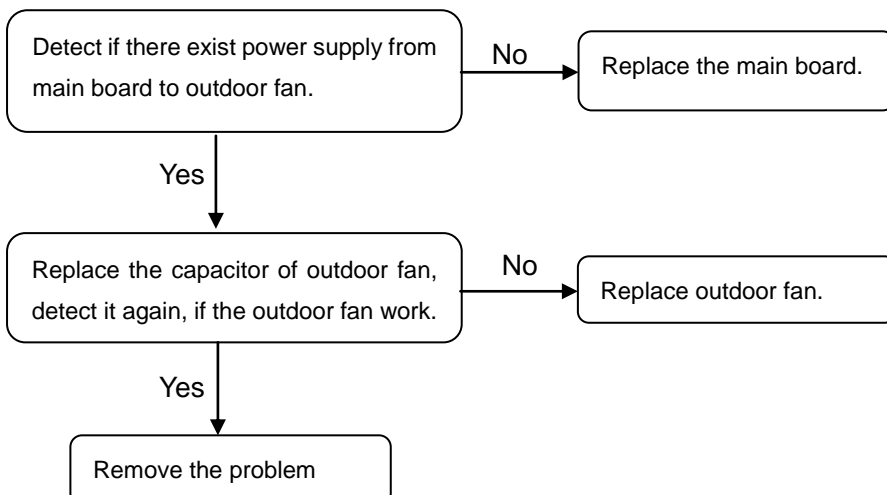 Detect if there exist power supply from
main board to outdoor fan.
No
Replace the main board.
Yes
Replace the capacitor of outdoor fan,
detect it again, if the outdoor fan work.
No
Replace outdoor fan.
Yes
Remove the problem